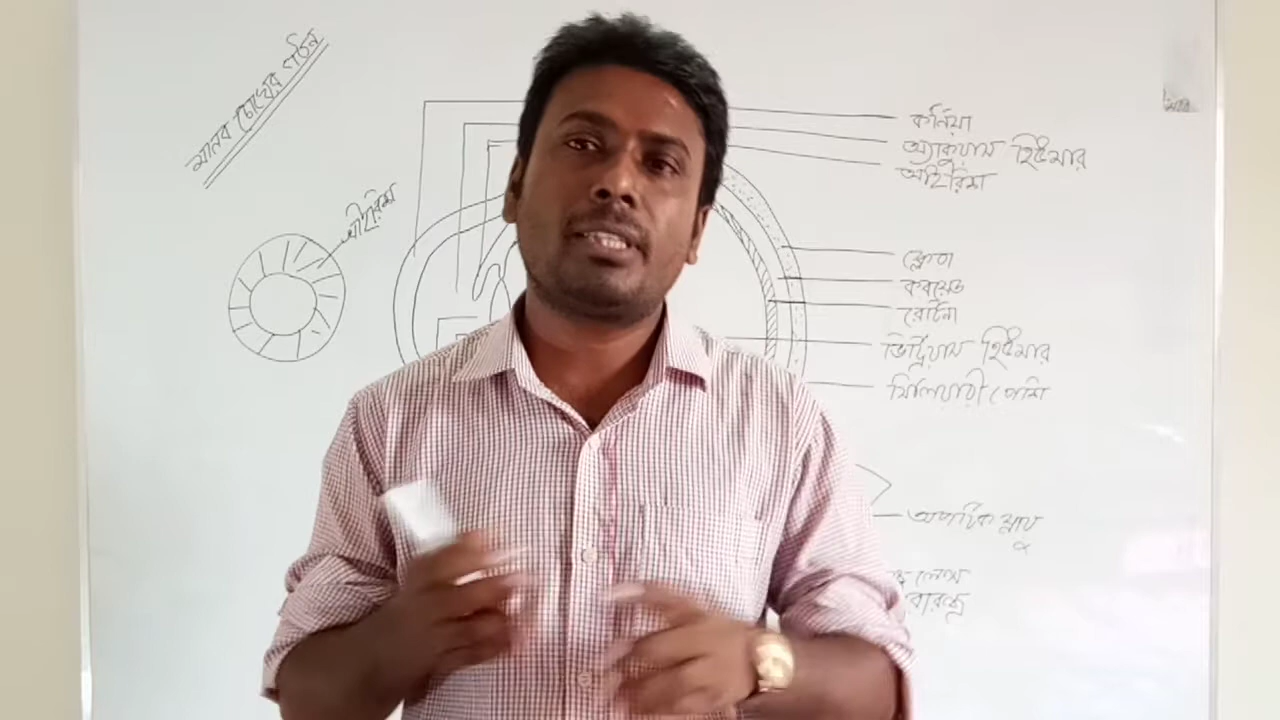 মানব চোখের গঠন
আইরিশ
কর্নিয়া
অ্যাকুয়াস হিউমার
আইরিশ
স্ক্লেরা
করয়েড
রেটিনা
ভিট্রিয়াস হিউমার
সিলিয়ারী পেশি
অপটিক স্নায়ু
লেন্স